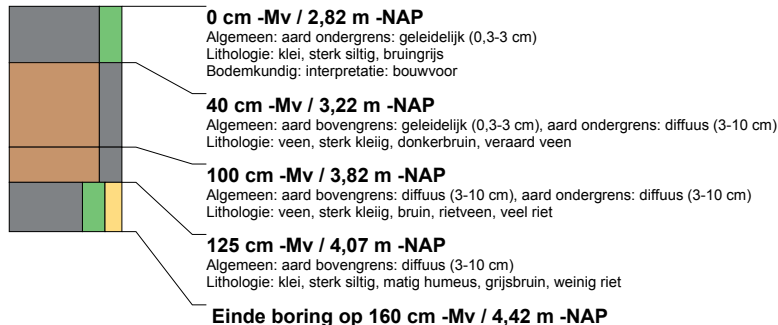 0 cm -Mv / 2,82 m -NAP
Algemeen: aard ondergrens: geleidelijk (0,3-3 cm)
Lithologie: klei, sterk siltig, bruingrijs
Bodemkundig: interpretatie: bouwvoor
40 cm -Mv / 3,22 m -NAP
Algemeen: aard bovengrens: geleidelijk (0,3-3 cm), aard ondergrens: diffuus (3-10 cm)
Lithologie: veen, sterk kleiig, donkerbruin, veraard veen
100 cm -Mv / 3,82 m -NAP
Algemeen: aard bovengrens: diffuus (3-10 cm), aard ondergrens: diffuus (3-10 cm)
Lithologie: veen, sterk kleiig, bruin, rietveen, veel riet
125 cm -Mv / 4,07 m -NAP
Algemeen: aard bovengrens: diffuus (3-10 cm)
Lithologie: klei, sterk siltig, matig humeus, grijsbruin, weinig riet
Einde boring op 160 cm -Mv / 4,42 m -NAP